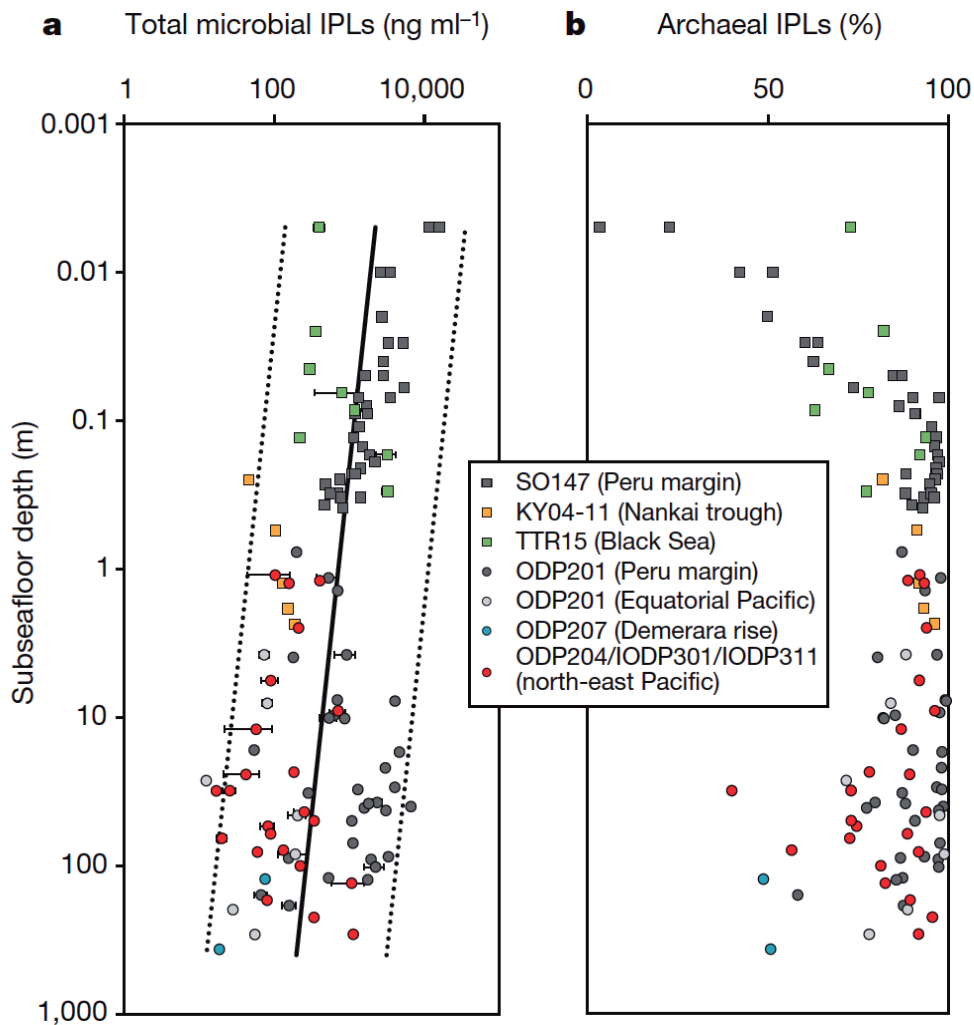 a Total microbial IPLs (ng ml⁻¹) b Archaeal IPLs (%)
1 100 10,000 0 50 100
0.001
0.01
0.1
1
10
100
1,000
Subseafloor depth (m)
SO147 (Peru margin)
KY04-11 (Nankai trough)
TTR15 (Black Sea)
ODP201 (Peru margin)
ODP201 (Equatorial Pacific)
ODP207 (Demerara rise)
ODP204/IODP301/IODP311
(north-east Pacific)